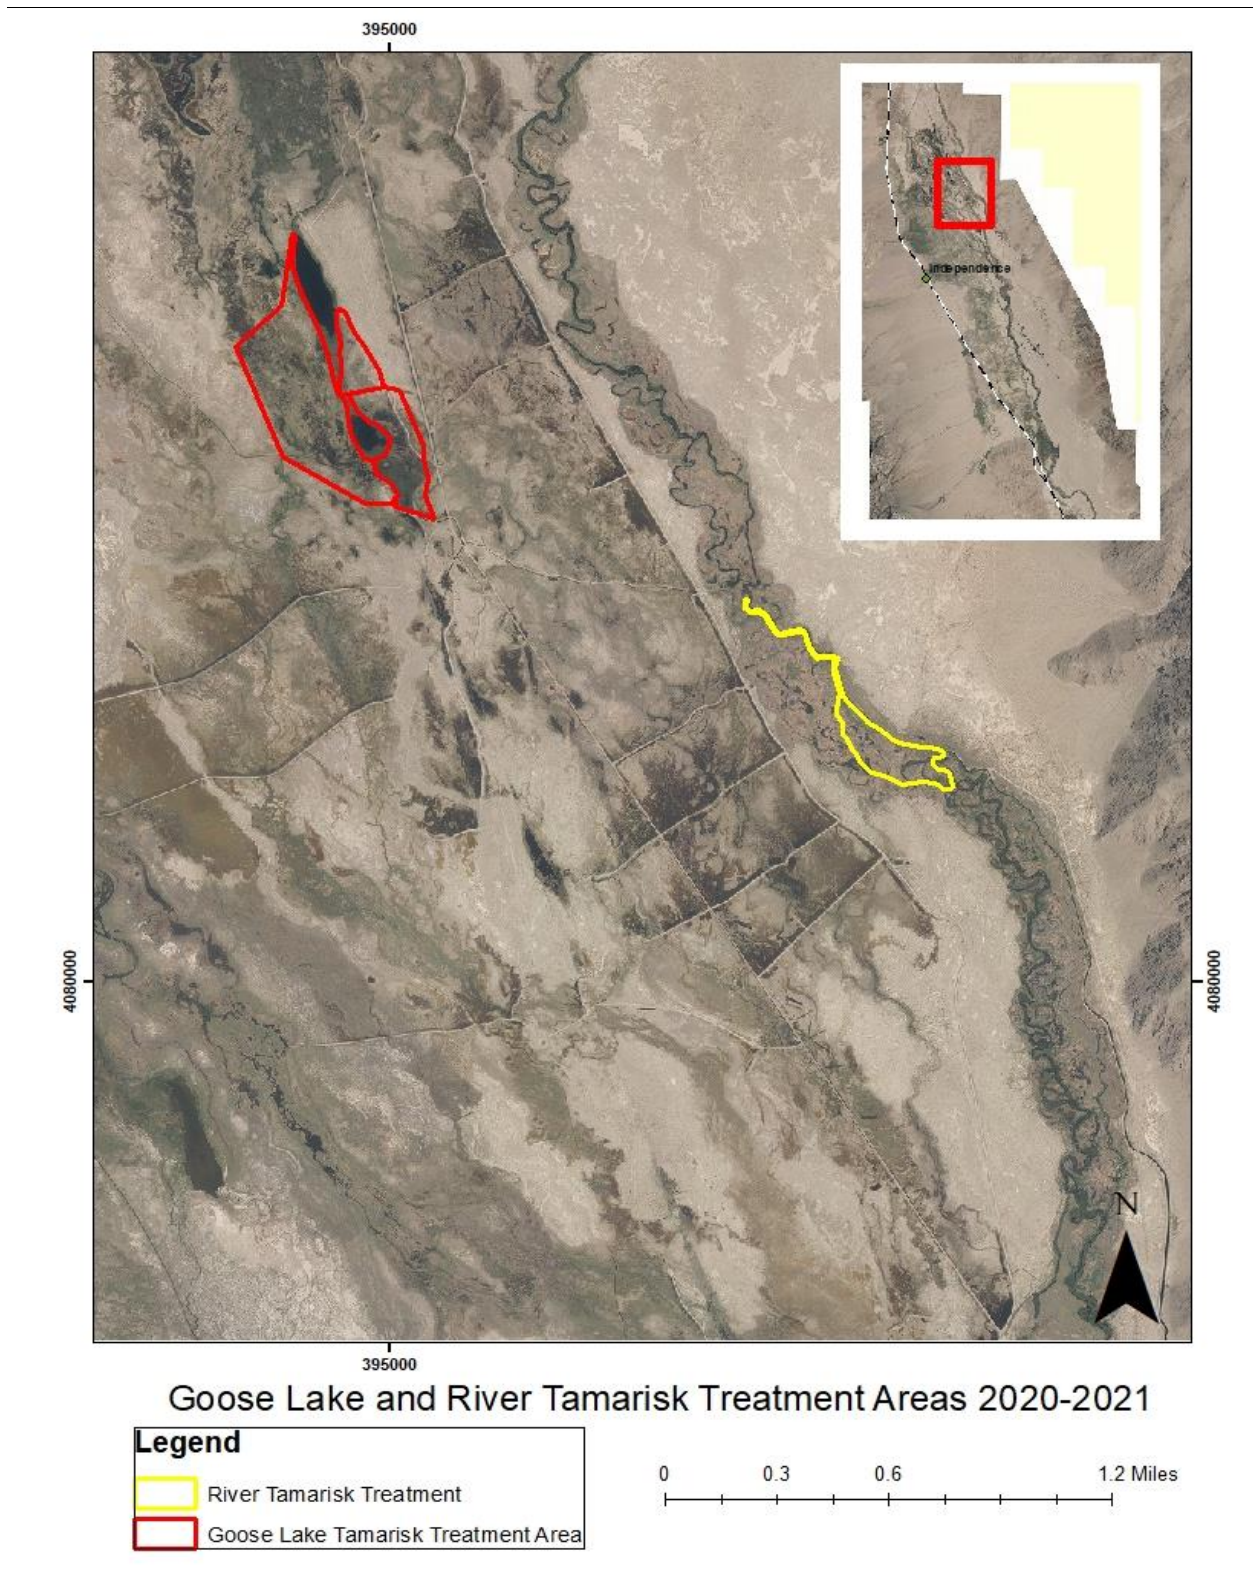 395000
Independence
4080000
4080000
N
395000
Goose Lake and River Tamarisk Treatment Areas 2020-2021
Legend
River Tamarisk Treatment
Goose Lake Tamarisk Treatment Area
0 0.3 0.6 1.2 Miles